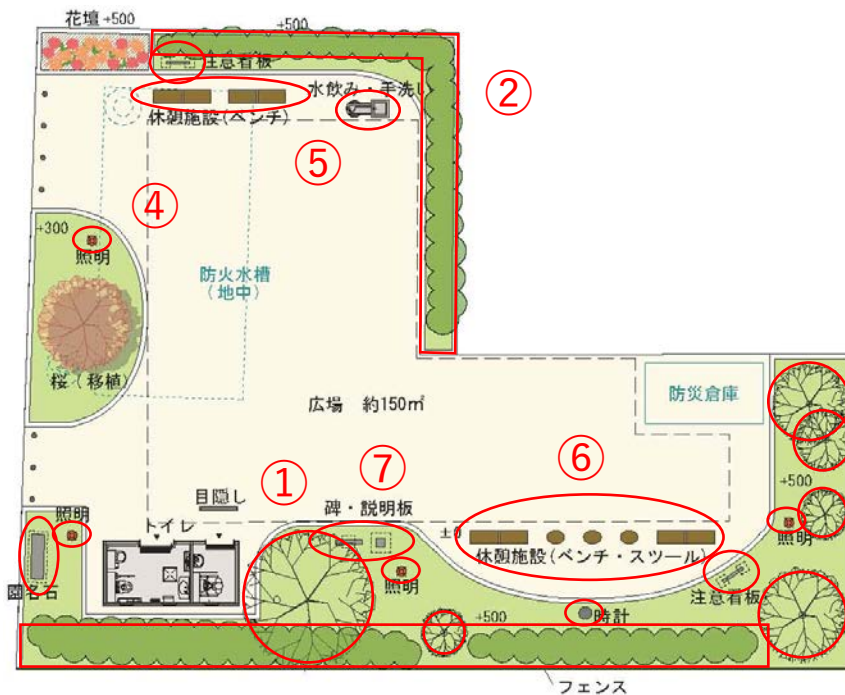 花壇 +500
+500
注意看板
水飲み・手洗い
②
休憩施設(ベンチ)
⑤
④
+300
照明
防火水槽
(地中)
桜(移植)
広場 約150㎡
防災倉庫
⑥
⑦
①
+500
目隠し
碑・説明板
照明
トイレ
±0
照明
休憩施設(ベンチ・スツール)
照明
注意看板
園名石
+500
時計
フェンス